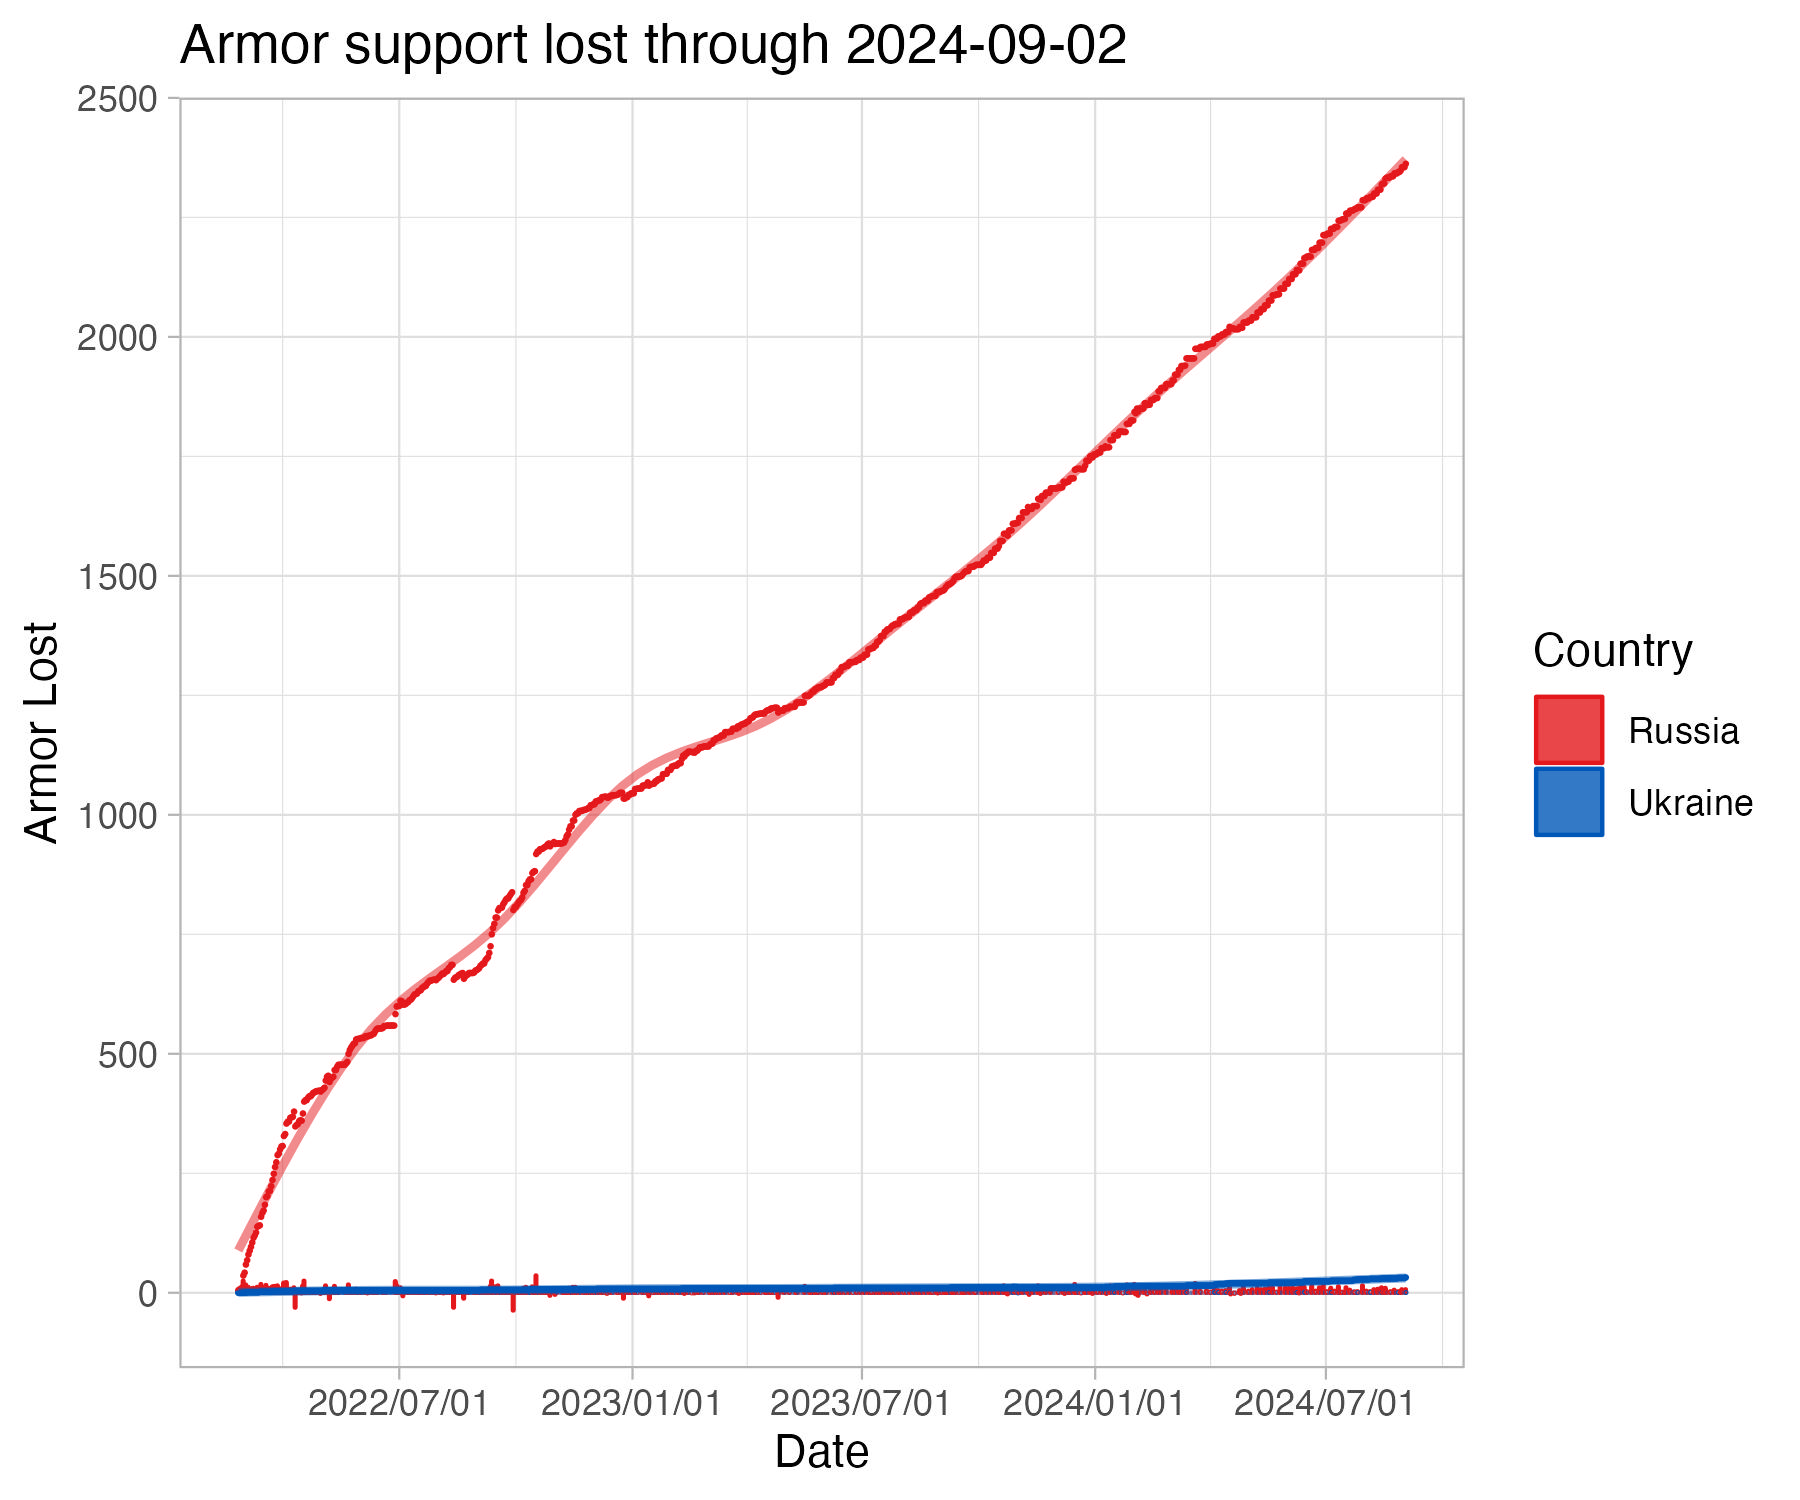 Armor support lost through 2024-09-02
2500
2000
1500
1000
500
0
Armor Lost
2022/07/01
2023/01/01
2023/07/01
2024/01/01
2024/07/01
Date
Country
Russia
Ukraine